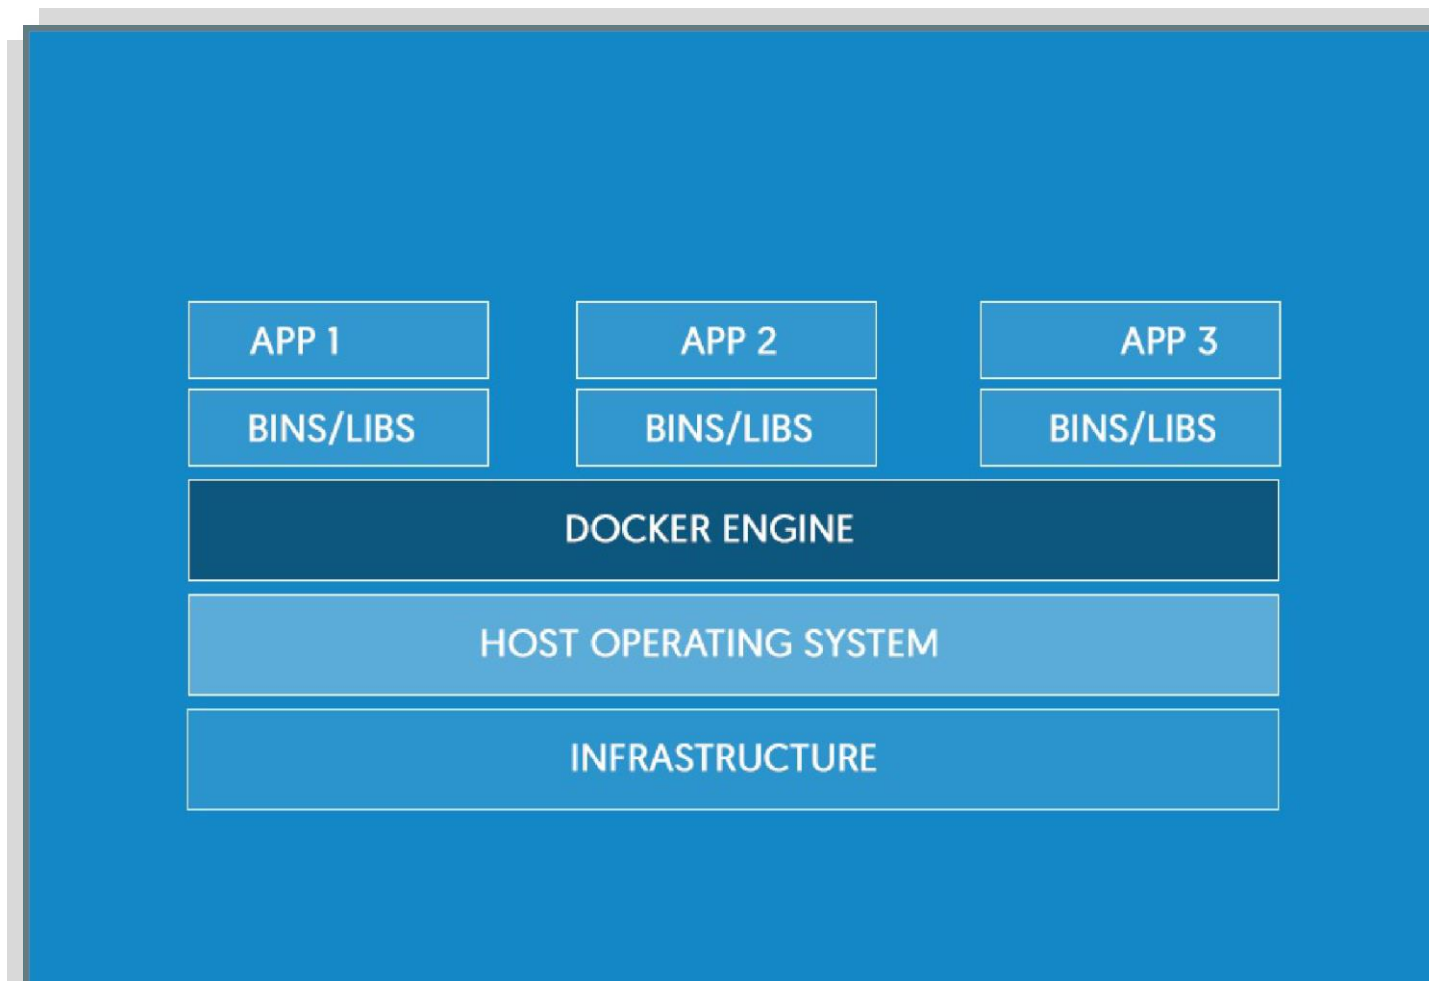 APP 1
APP 2
APP 3
BINS/LIBS
BINS/LIBS
BINS/LIBS
DOCKER ENGINE
HOST OPERATING SYSTEM
INFRASTRUCTURE